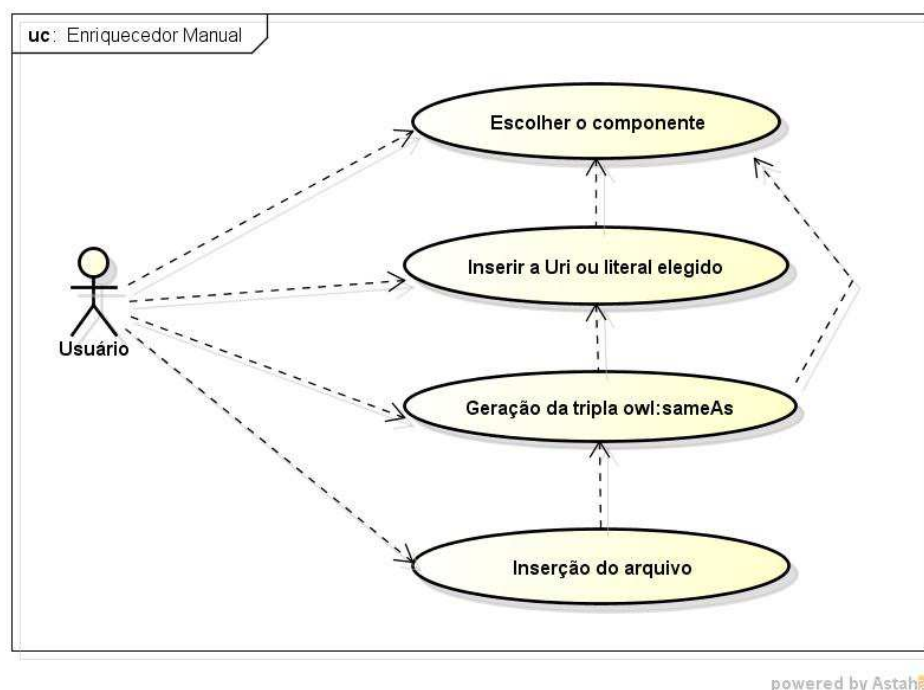 uc: Enriquecedor Manual
Escolher o componente
Inserir a Uri ou literal elegido
Usuário
Geração da tripla owl:sameAs
Inserção do arquivo
powered by Astah